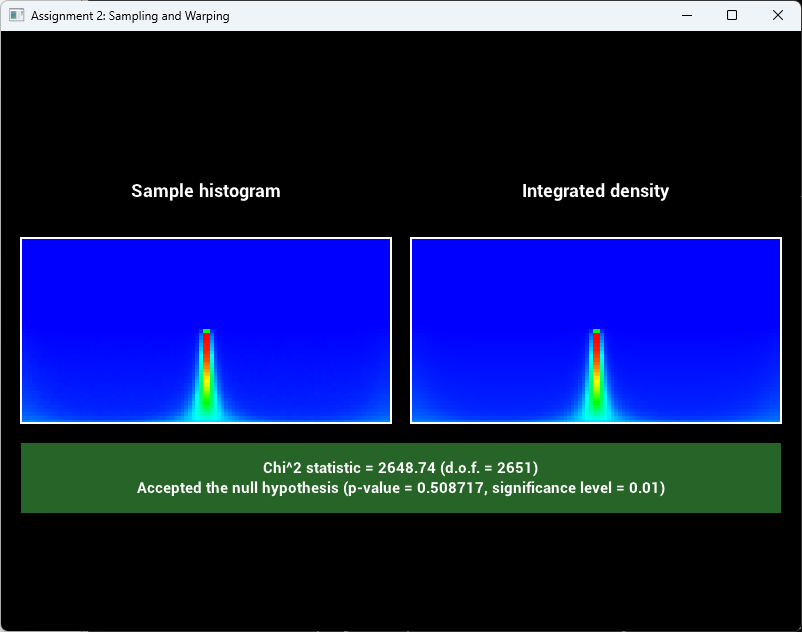 Assignment 2: Sampling and Warping
Sample histogram
Integrated density
Chi^2 statistic = 2648.74 (d.o.f. = 2651)
Accepted the null hypothesis (p-value = 0.508717, significance level = 0.01)